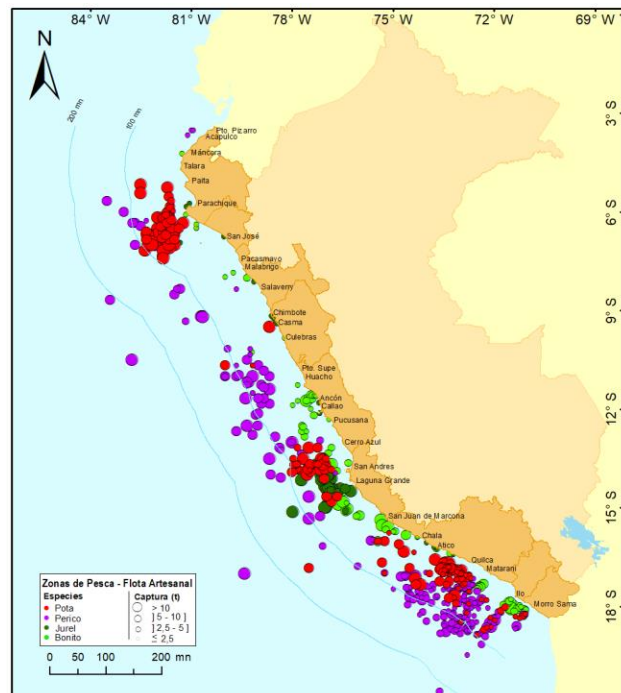 84° W 81° W 78° W 75° W 72° W 69° W
N
200 mn
100 mn
3° S
6° S
9° S
12° S
15° S
18° S
Pto. Pizarro
Acapulco
Máncora
Talara
Paita
Parachique
San José
Pacasmayo
Malabrigo
Salaverry
Chimbote
Casma
Culebras
Pto. Supe
Huacho
Ancón
Callao
Pucusana
Cerro Azul
San Andres
Laguna Grande
San Juan de Marcona
Chala
Atico
Quilca
Matarani
Ilo
Morro Sama
Zonas de Pesca - Flota Artesanal
Especies Captura (t)
Pota > 10
Perico ] 5 - 10 ]
Jurel ] 2,5 - 5 ]
Bonito ≤ 2,5
0 50 100 200 mn